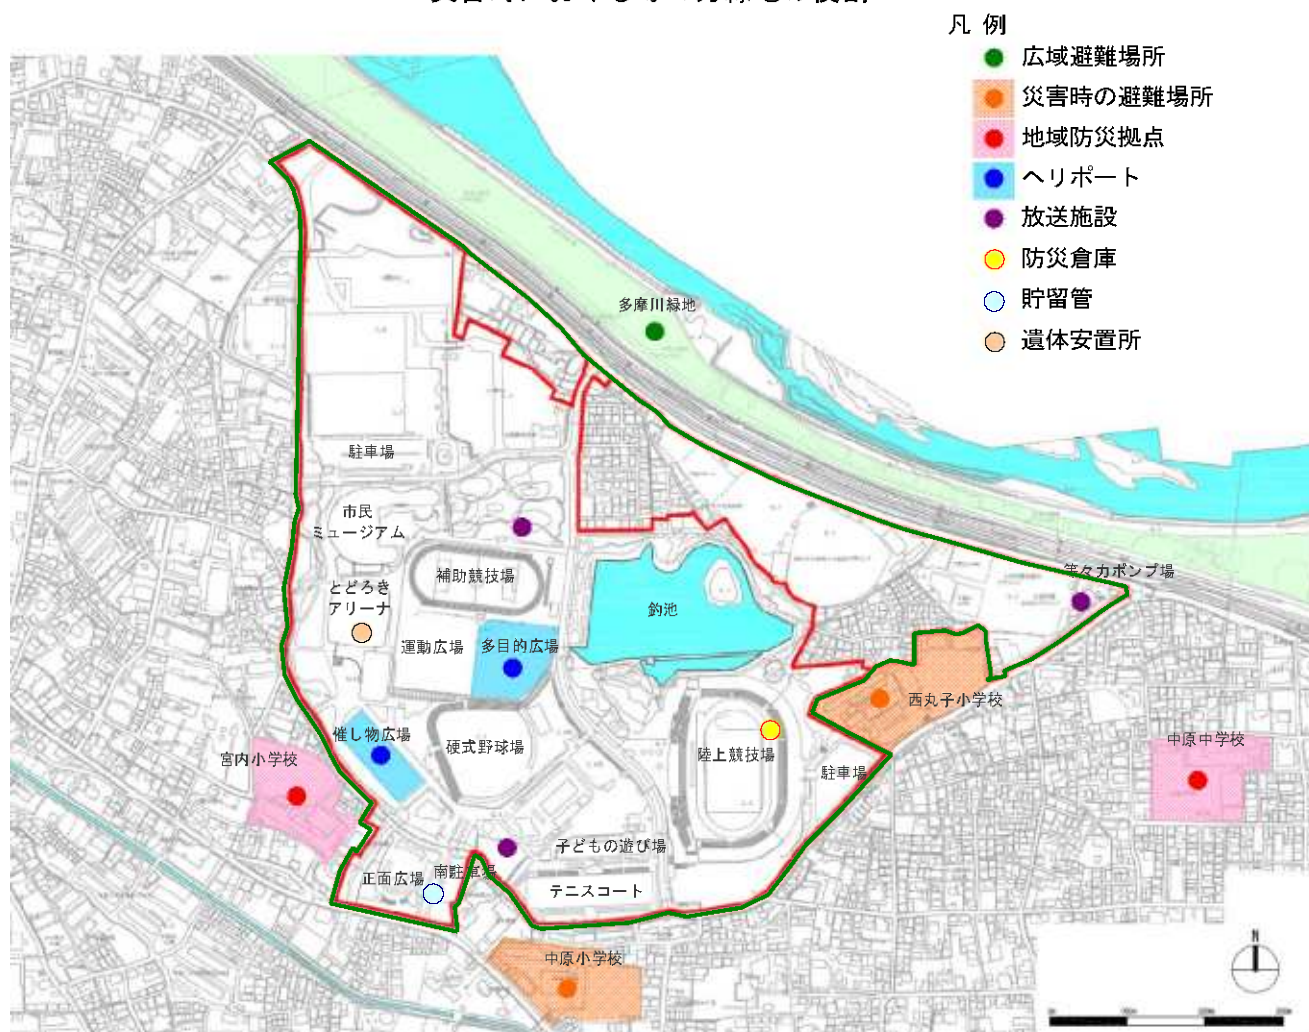 凡 例
広域避難場所
災害時の避難場所
地域防災拠点
ヘリポート
放送施設
防災倉庫
貯留管
遺体安置所
多摩川緑地
駐車場
市民
ミュージアム
補助競技場
等々力ポンプ場
とどろき
アリーナ
釣池
運動広場
多目的広場
西丸子小学校
催し物広場
硬式野球場
陸上競技場
中原中学校
宮内小学校
駐車場
子どもの遊び場
正面広場
南駐車場
テニスコート
中原小学校
N